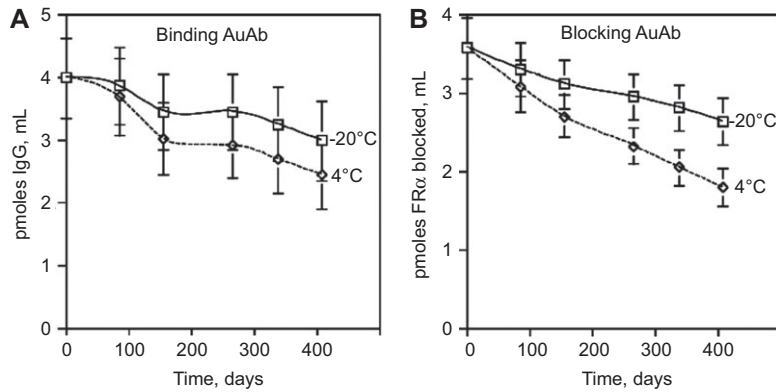 A
Binding AuAb
5
4
3
2
1
0
pmoles IgG, mL
-20°C
4°C
0 100 200 300 400
Time, days
B
Blocking AuAb
4
3
2
1
0
pmoles FRα blocked, mL
-20°C
4°C
0 100 200 300 400
Time, days